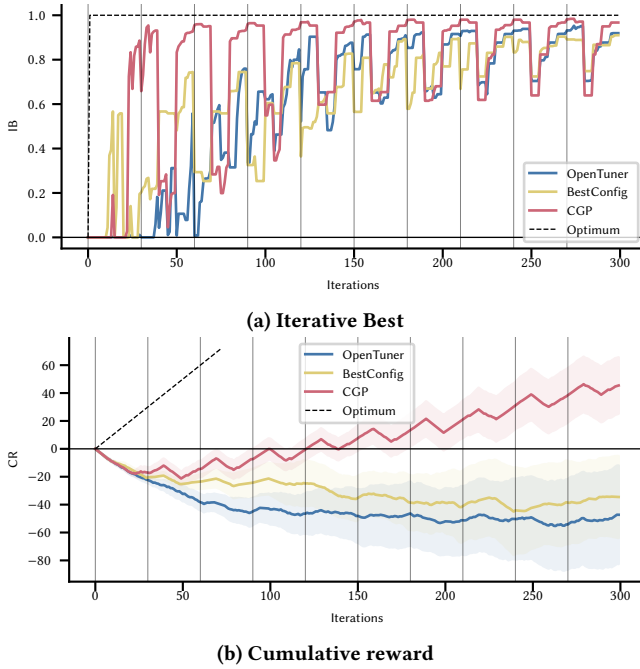 1.0
0.8
0.6
0.4
0.2
0.0
IB
OpenTuner
BestConfig
CGP
Optimum
0 50 100 150 200 250 300
Iterations
(a) Iterative Best
60
40
20
0
−20
−40
−60
−80
CR
OpenTuner
BestConfig
CGP
Optimum
0 50 100 150 200 250 300
Iterations
(b) Cumulative reward